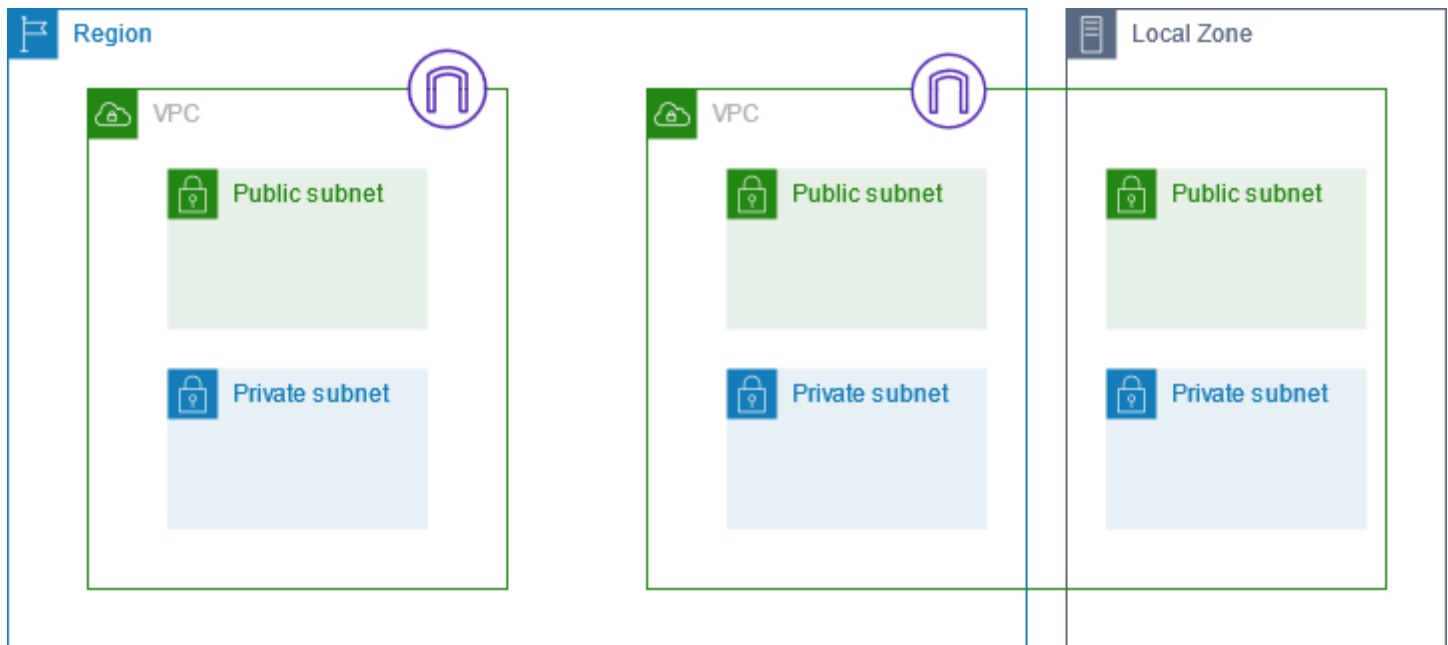 Region
Local Zone
VPC
VPC
Public subnet
Public subnet
Public subnet
Private subnet
Private subnet
Private subnet